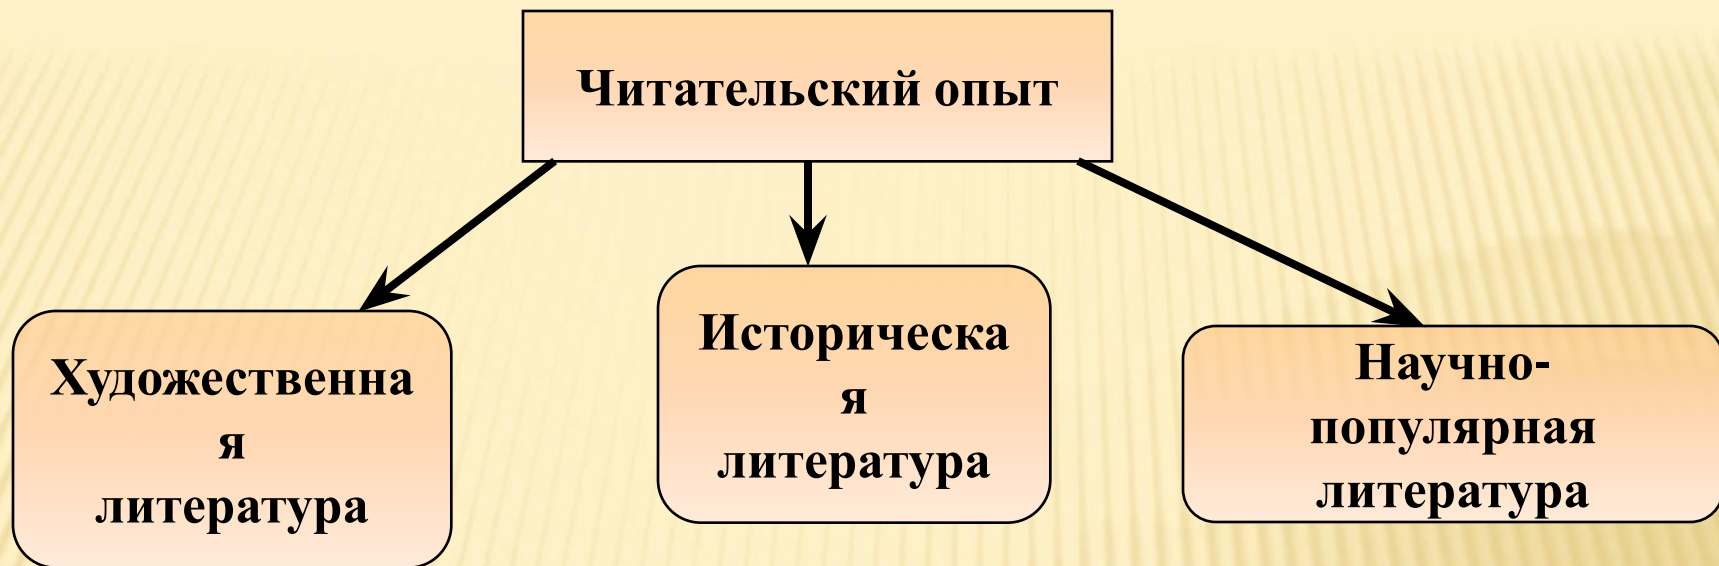 Читательский опыт
Художественна
я
литература
Историческа
я
литература
Научно-
популярная
литература